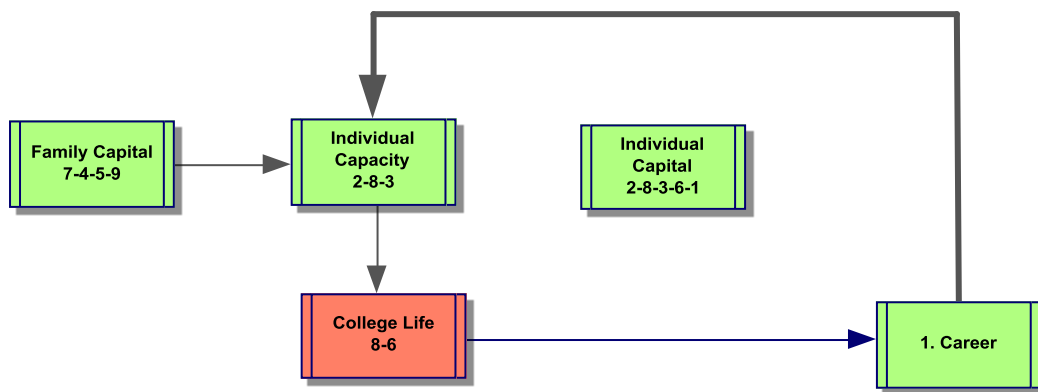 Family Capital
7-4-5-9
Individual
Capacity
2-8-3
Individual
Capital
2-8-3-6-1
College Life
8-6
1. Career